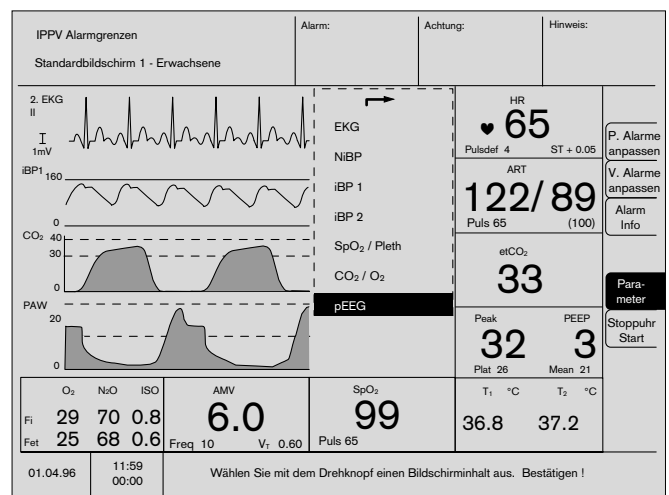 IPPV Alarmgrenzen
Standardbildschirm 1 - Erwachsene
Alarm:
Achtung:
Hinweis:
2. EKG
II
1mV
iBP1
160
0
CO₂
40
30
0
PAW
20
0
EKG
NiBP
iBP 1
iBP 2
SpO₂ / Pleth
CO₂ / O₂
pEEG
HR
65
Pulsdef 4 ST + 0.05
ART
122/ 89
Puls 65 (100)
etCO₂
33
Peak PEEP
32 3
Plat 26 Mean 21
P. Alarme
anpassen
V. Alarme
anpassen
Alarm
Info
Para-
meter
Stoppuhr
Start
O₂ N₂O ISO
Fi 29 70 0.8
Fet 25 68 0.6
AMV
6.0
Freq 10 V_T 0.60
SpO₂
99
Puls 65
T₁ °C T₂ °C
36.8 37.2
01.04.96
11:59
00:00
Wählen Sie mit dem Drehknopf einen Bildschirminhalt aus. Bestätigen !